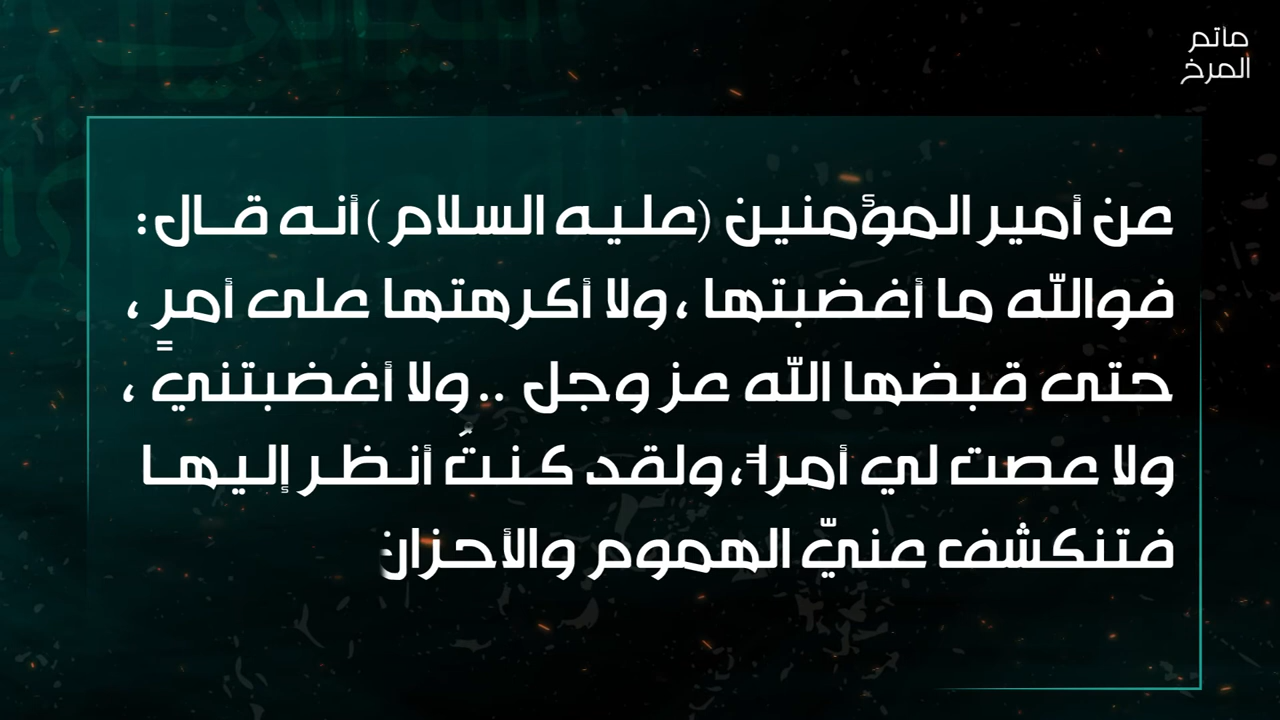 ماتم
المرخ
عن أمير المؤمنين (عليه السلام) أنه قال:
فوالله ما أغضبتها ، ولا أكرهتها على أمرٍ ،
حتى قبضها الله عز وجل .. ولا أغضبتني ،
ولا عصت لي أمراً، ولقد كنتُ أنظر إليها
فتنكشف عنيّ الهموم والأحزان